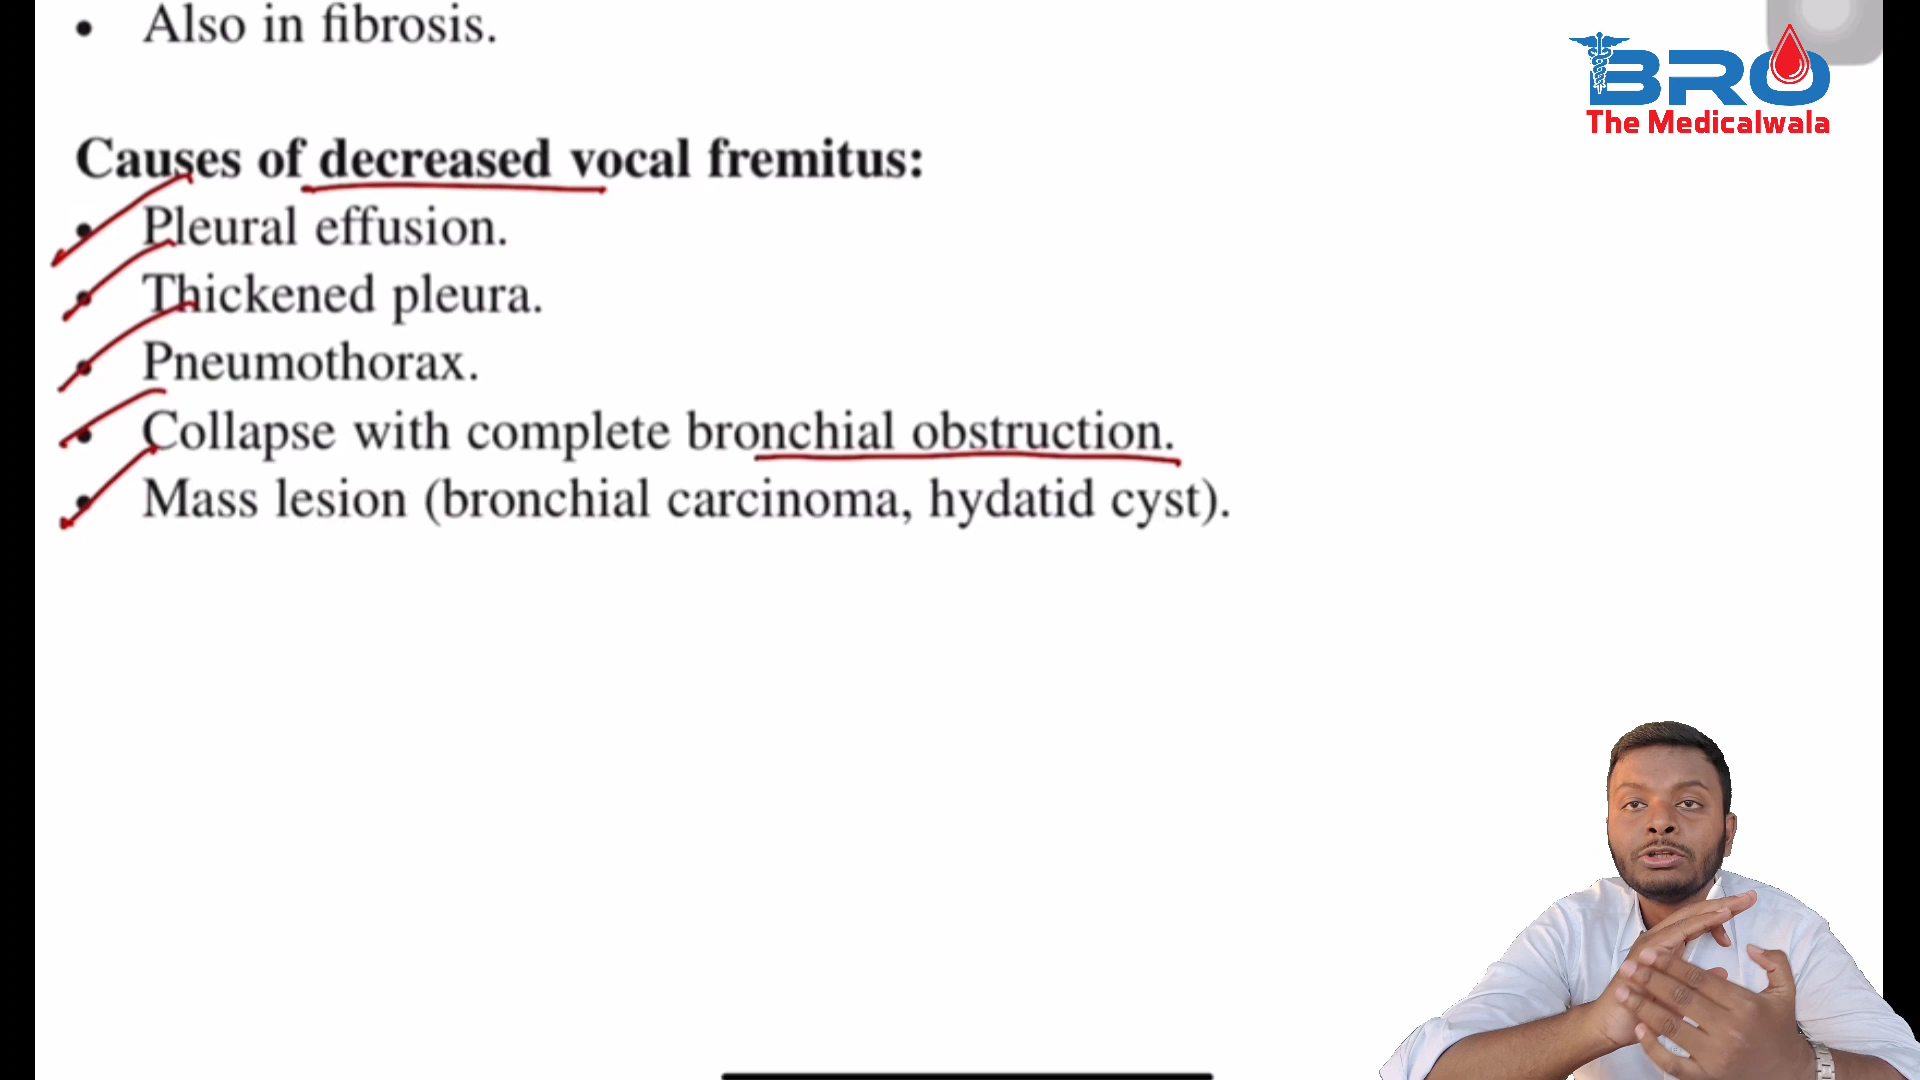 • Also in fibrosis.
BRO
The Medicalwala
Causes of decreased vocal fremitus:
• Pleural effusion.
• Thickened pleura.
• Pneumothorax.
• Collapse with complete bronchial obstruction.
• Mass lesion (bronchial carcinoma, hydatid cyst).